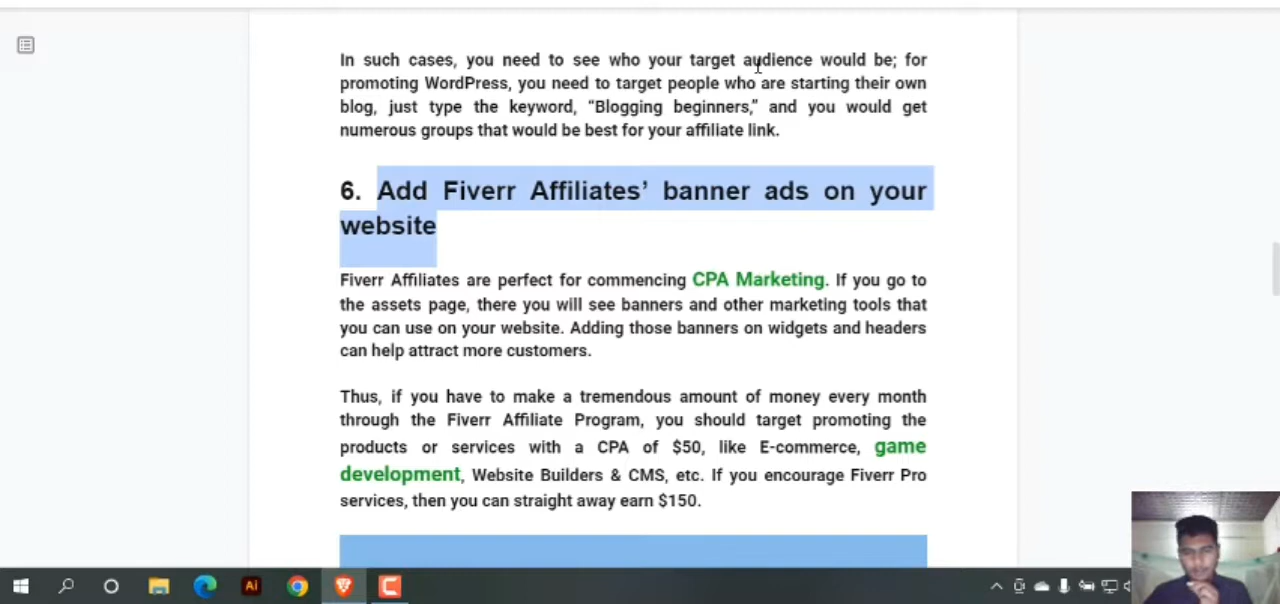 In such cases, you need to see who your target audience would be; for
promoting WordPress, you need to target people who are starting their own
blog, just type the keyword, “Blogging beginners,” and you would get
numerous groups that would be best for your affiliate link.
6. Add Fiverr Affiliates’ banner ads on your
website
Fiverr Affiliates are perfect for commencing CPA Marketing. If you go to
the assets page, there you will see banners and other marketing tools that
you can use on your website. Adding those banners on widgets and headers
can help attract more customers.
Thus, if you have to make a tremendous amount of money every month
through the Fiverr Affiliate Program, you should target promoting the
products or services with a CPA of $50, like E-commerce, game
development, Website Builders & CMS, etc. If you encourage Fiverr Pro
services, then you can straight away earn $150.
Ai